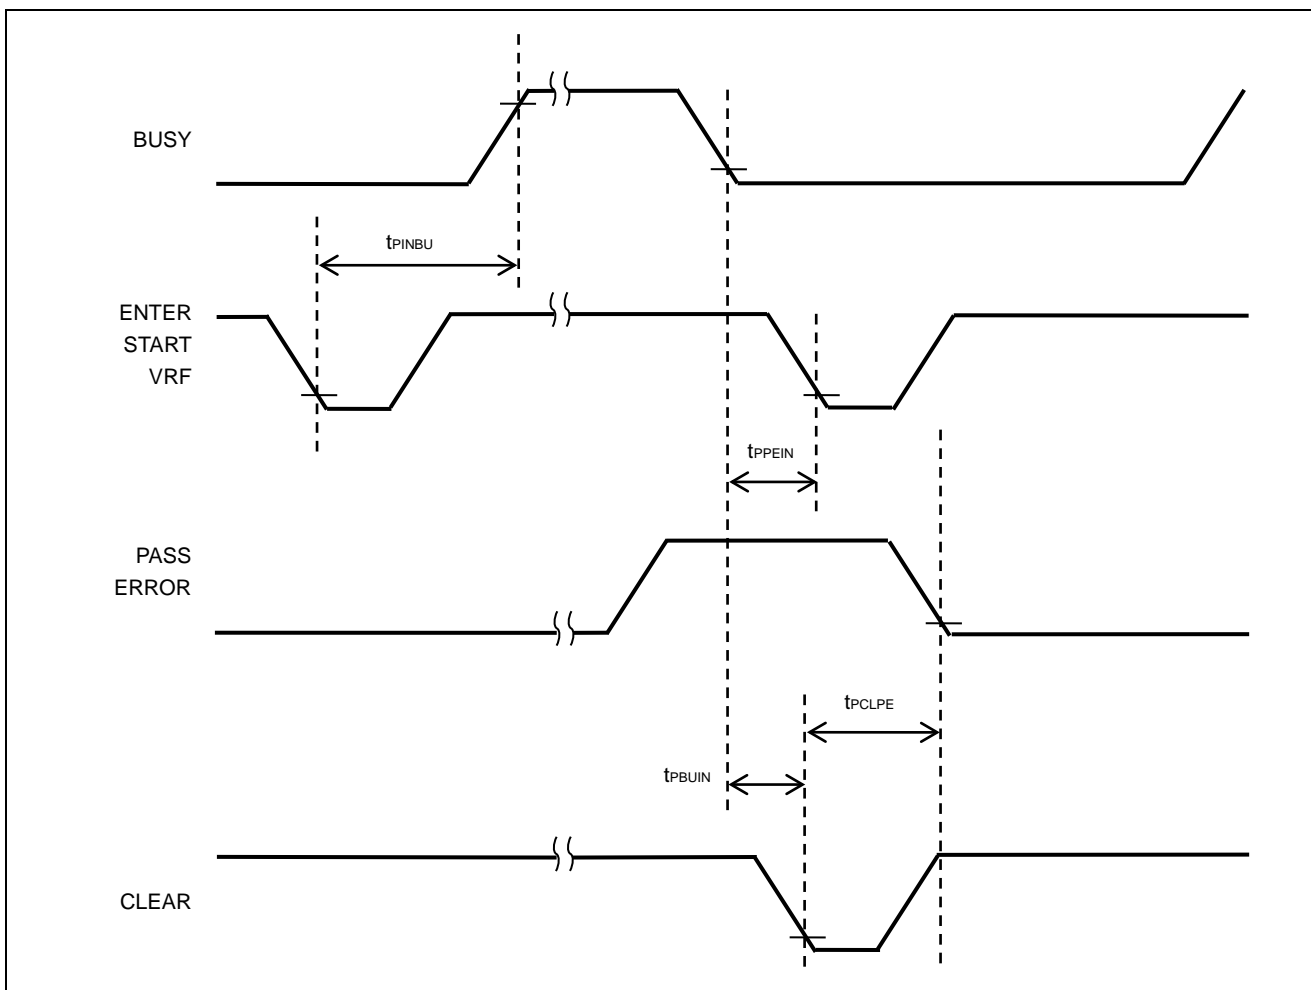 BUSY
tPINBU
ENTER
START
VRF
tPPEIN
PASS
ERROR
tPCLPE
tPBUIN
CLEAR